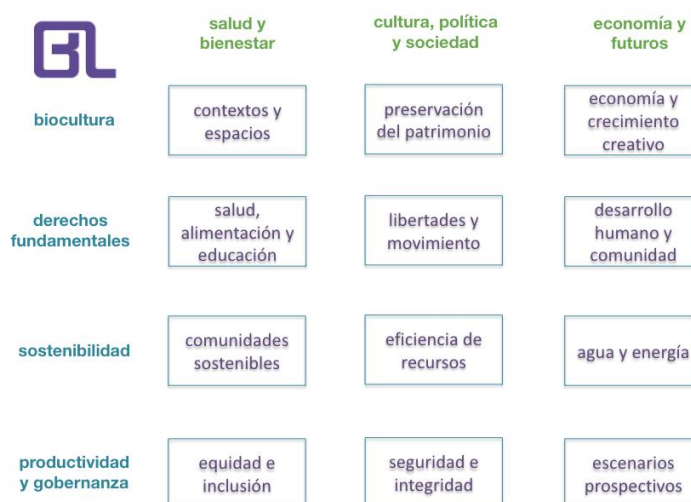 BL
salud y
bienestar
cultura, política
y sociedad
economía y
futuros
biocultura
contextos y
espacios
preservación
del patrimonio
economía y
crecimiento
creativo
derechos
fundamentales
salud,
alimentación y
educación
libertades y
movimiento
desarrollo
humano y
comunidad
sostenibilidad
comunidades
sostenibles
eficiencia de
recursos
agua y energía
productividad
y gobernanza
equidad e
inclusión
seguridad e
integridad
escenarios
prospectivos